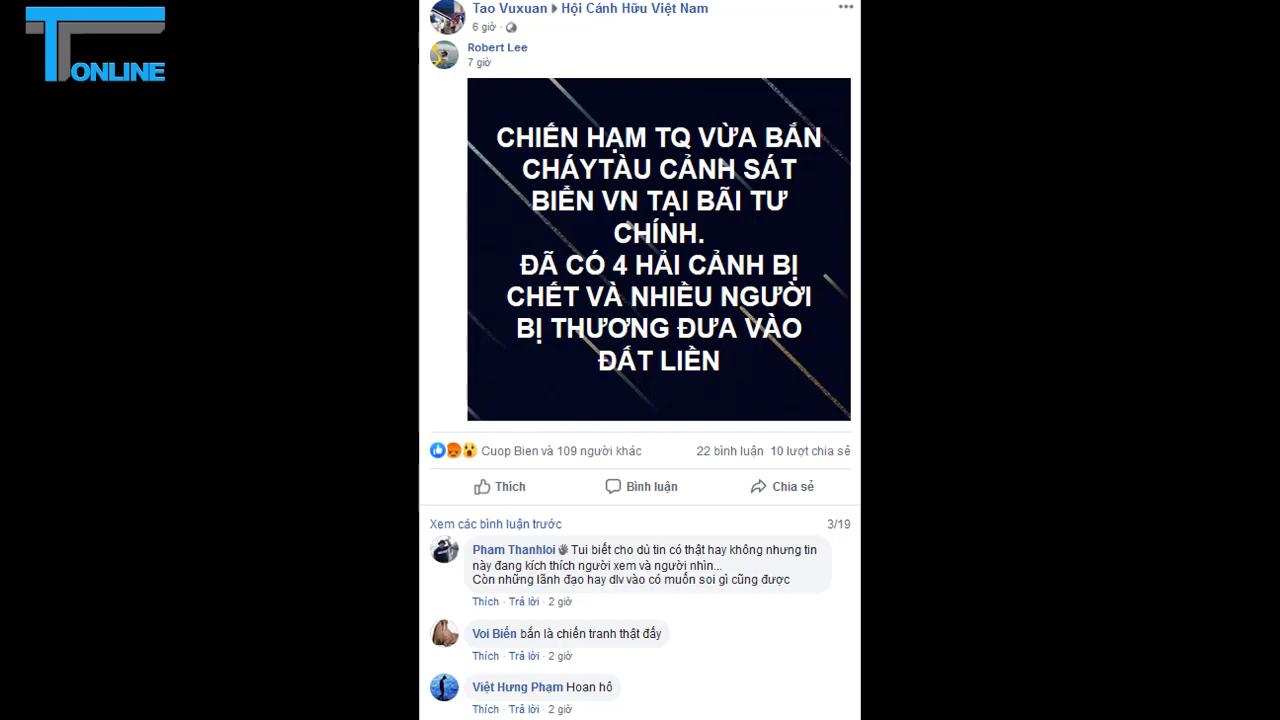 T ONLINE
Tao Vuxuan Hội Cánh Hữu Việt Nam
6 giờ ·
Robert Lee
7 giờ
CHIẾN HẠM TQ VỪA BẮN
CHÁYTÀU CẢNH SÁT
BIỂN VN TẠI BÃI TƯ
CHÍNH.
ĐÃ CÓ 4 HẢI CẢNH BỊ
CHẾT VÀ NHIỀU NGƯỜI
BỊ THƯƠNG ĐƯA VÀO
ĐẤT LIỀN
Cuop Bien và 109 người khác 22 bình luận 10 lượt chia sẻ
Thích Bình luận Chia sẻ
Xem các bình luận trước 3/19
Pham Thanhloi Tui biết cho dù tin có thật hay không nhưng tin
này đang kích thích người xem và người nhìn...
Còn những lãnh đạo hay dlv vào có muốn soi gì cũng được
Thích · Trả lời · 2 giờ
Voi Biển bắn là chiến tranh thật đấy
Thích · Trả lời · 2 giờ
Việt Hưng Phạm Hoan hô
Thích · Trả lời · 2 giờ